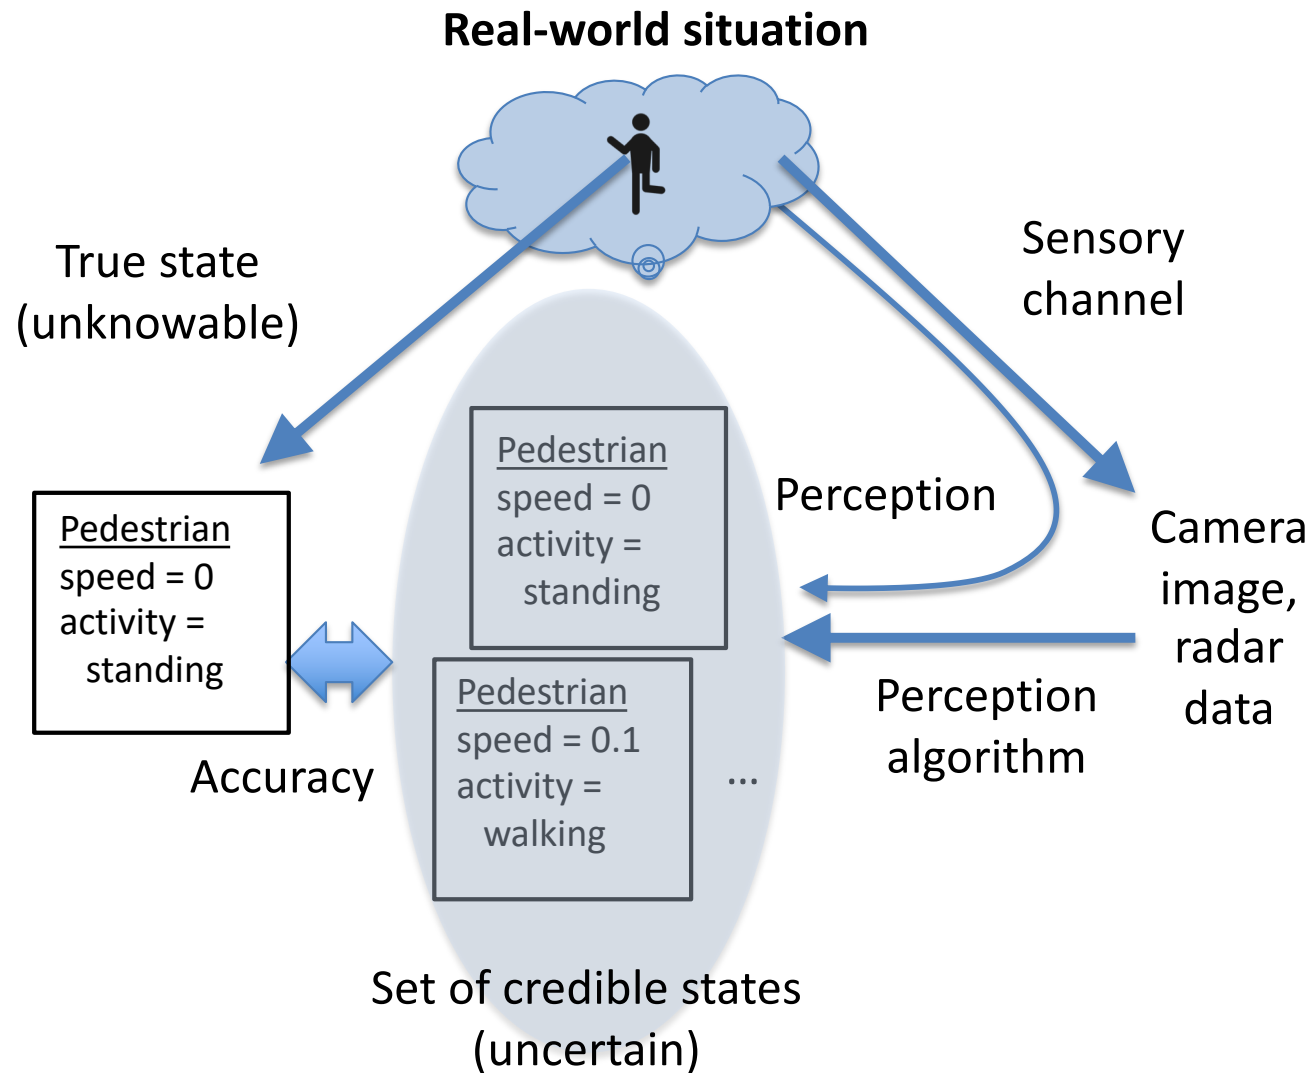 Real-world situation
True state
(unknowable)
Sensory
channel
Pedestrian
speed = 0
activity =
standing
Perception
Pedestrian
speed = 0
activity =
standing
Camera
image,
radar
data
Accuracy
Pedestrian
speed = 0.1
activity =
walking
...
Perception
algorithm
Set of credible states
(uncertain)